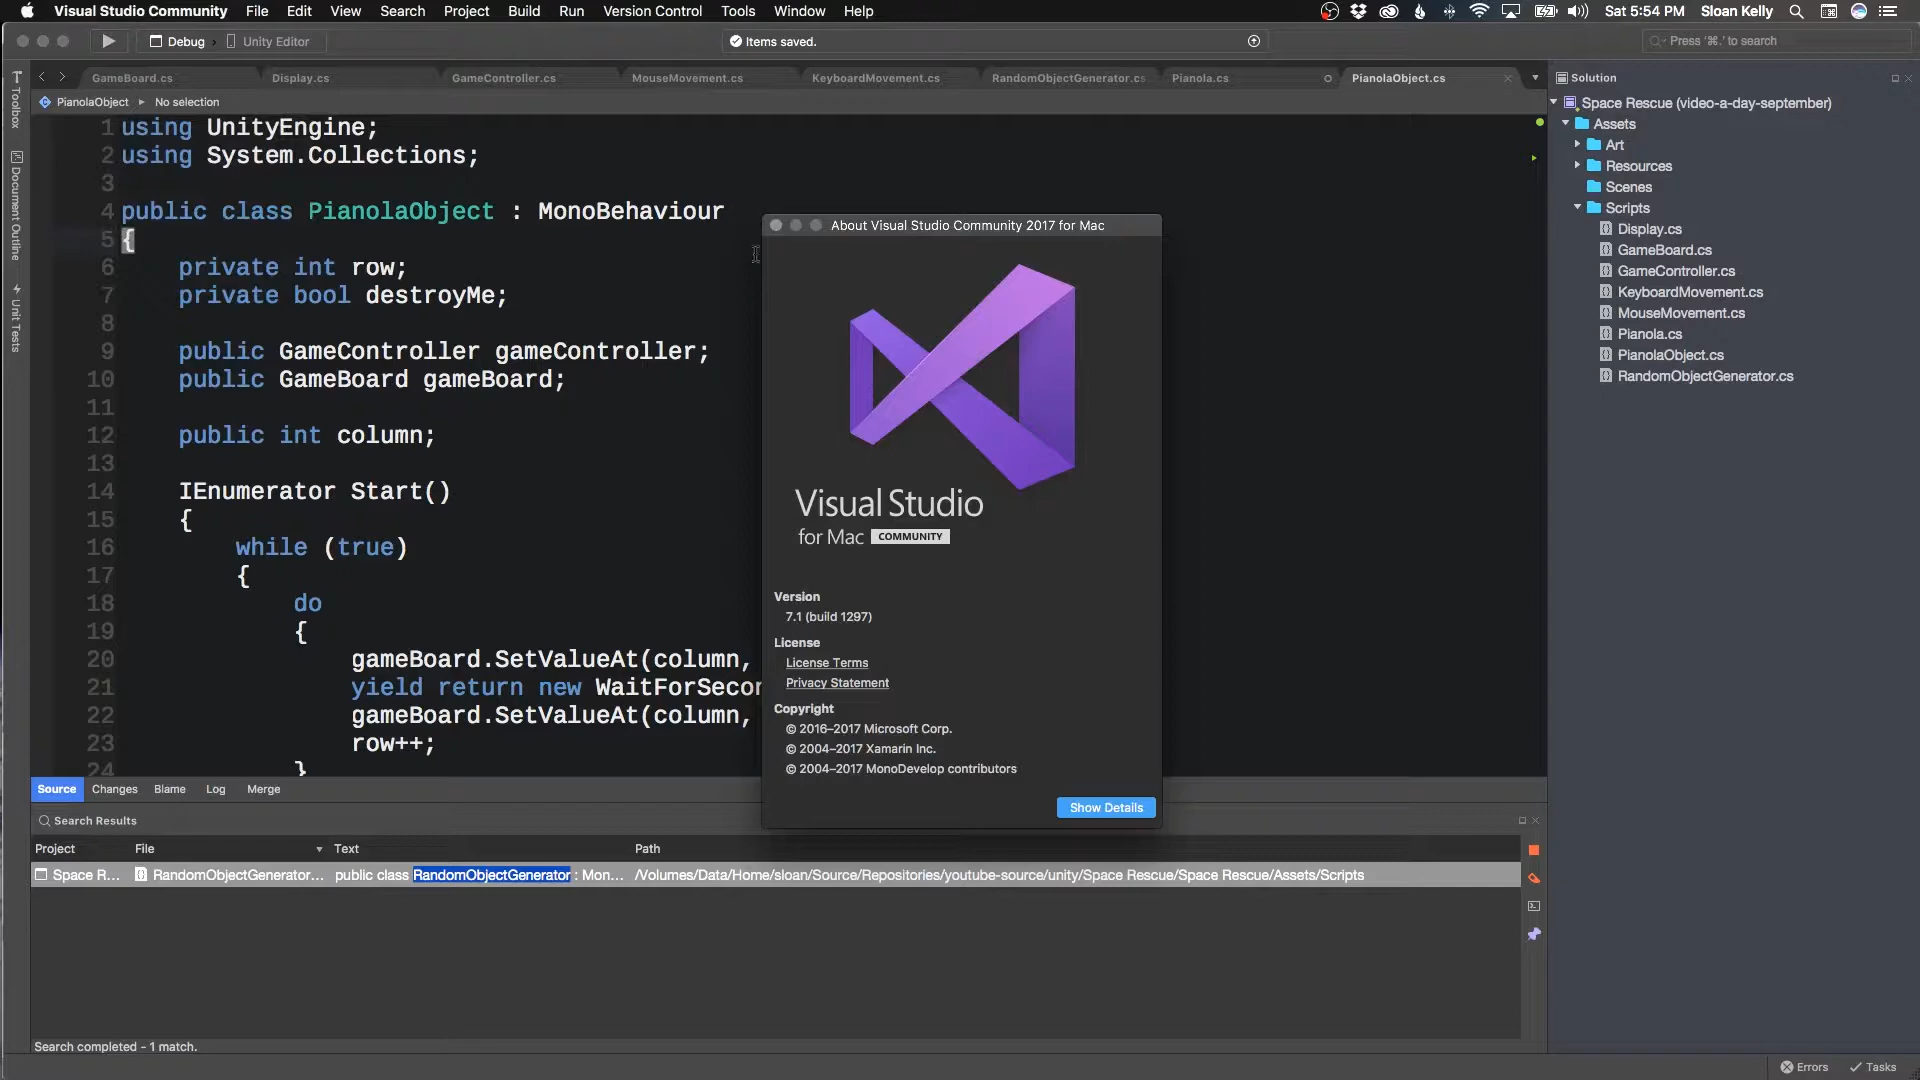 Visual Studio Community File Edit View Search Project Build Run Version Control Tools Window Help Sat 5:54 PM Sloan Kelly
Debug Unity Editor Items saved. Press '⌘.' to search
GameBoard.cs Display.cs GameController.cs MouseMovement.cs KeyboardMovement.cs RandomObjectGenerator.cs Pianola.cs PianolaObject.cs
PianolaObject No selection
Toolbox
Document Outline
Unit Tests
1 using UnityEngine;
2 using System.Collections;
3
4 public class PianolaObject : MonoBehaviour
5 {
6 private int row;
7 private bool destroyMe;
8
9 public GameController gameController;
10 public GameBoard gameBoard;
11
12 public int column;
13
14 IEnumerator Start()
15 {
16 while (true)
17 {
18 do
19 {
20 gameBoard.SetValueAt(column,
21 yield return new WaitForSecon
22 gameBoard.SetValueAt(column,
23 row++;
24 }
About Visual Studio Community 2017 for Mac
Visual Studio
for Mac COMMUNITY
Version
7.1 (build 1297)
License
License Terms
Privacy Statement
Copyright
© 2016–2017 Microsoft Corp.
© 2004–2017 Xamarin Inc.
© 2004–2017 MonoDevelop contributors
Show Details
Solution
Space Rescue (video-a-day-september)
Assets
Art
Resources
Scenes
Scripts
Display.cs
GameBoard.cs
GameController.cs
KeyboardMovement.cs
MouseMovement.cs
Pianola.cs
PianolaObject.cs
RandomObjectGenerator.cs
Source Changes Blame Log Merge
Search Results
Project File Text Path
Space R... RandomObjectGenerator... public class RandomObjectGenerator : Mon... /Volumes/Data/Home/sloan/Source/Repositories/youtube-source/unity/Space Rescue/Space Rescue/Assets/Scripts
Search completed - 1 match.
Errors Tasks